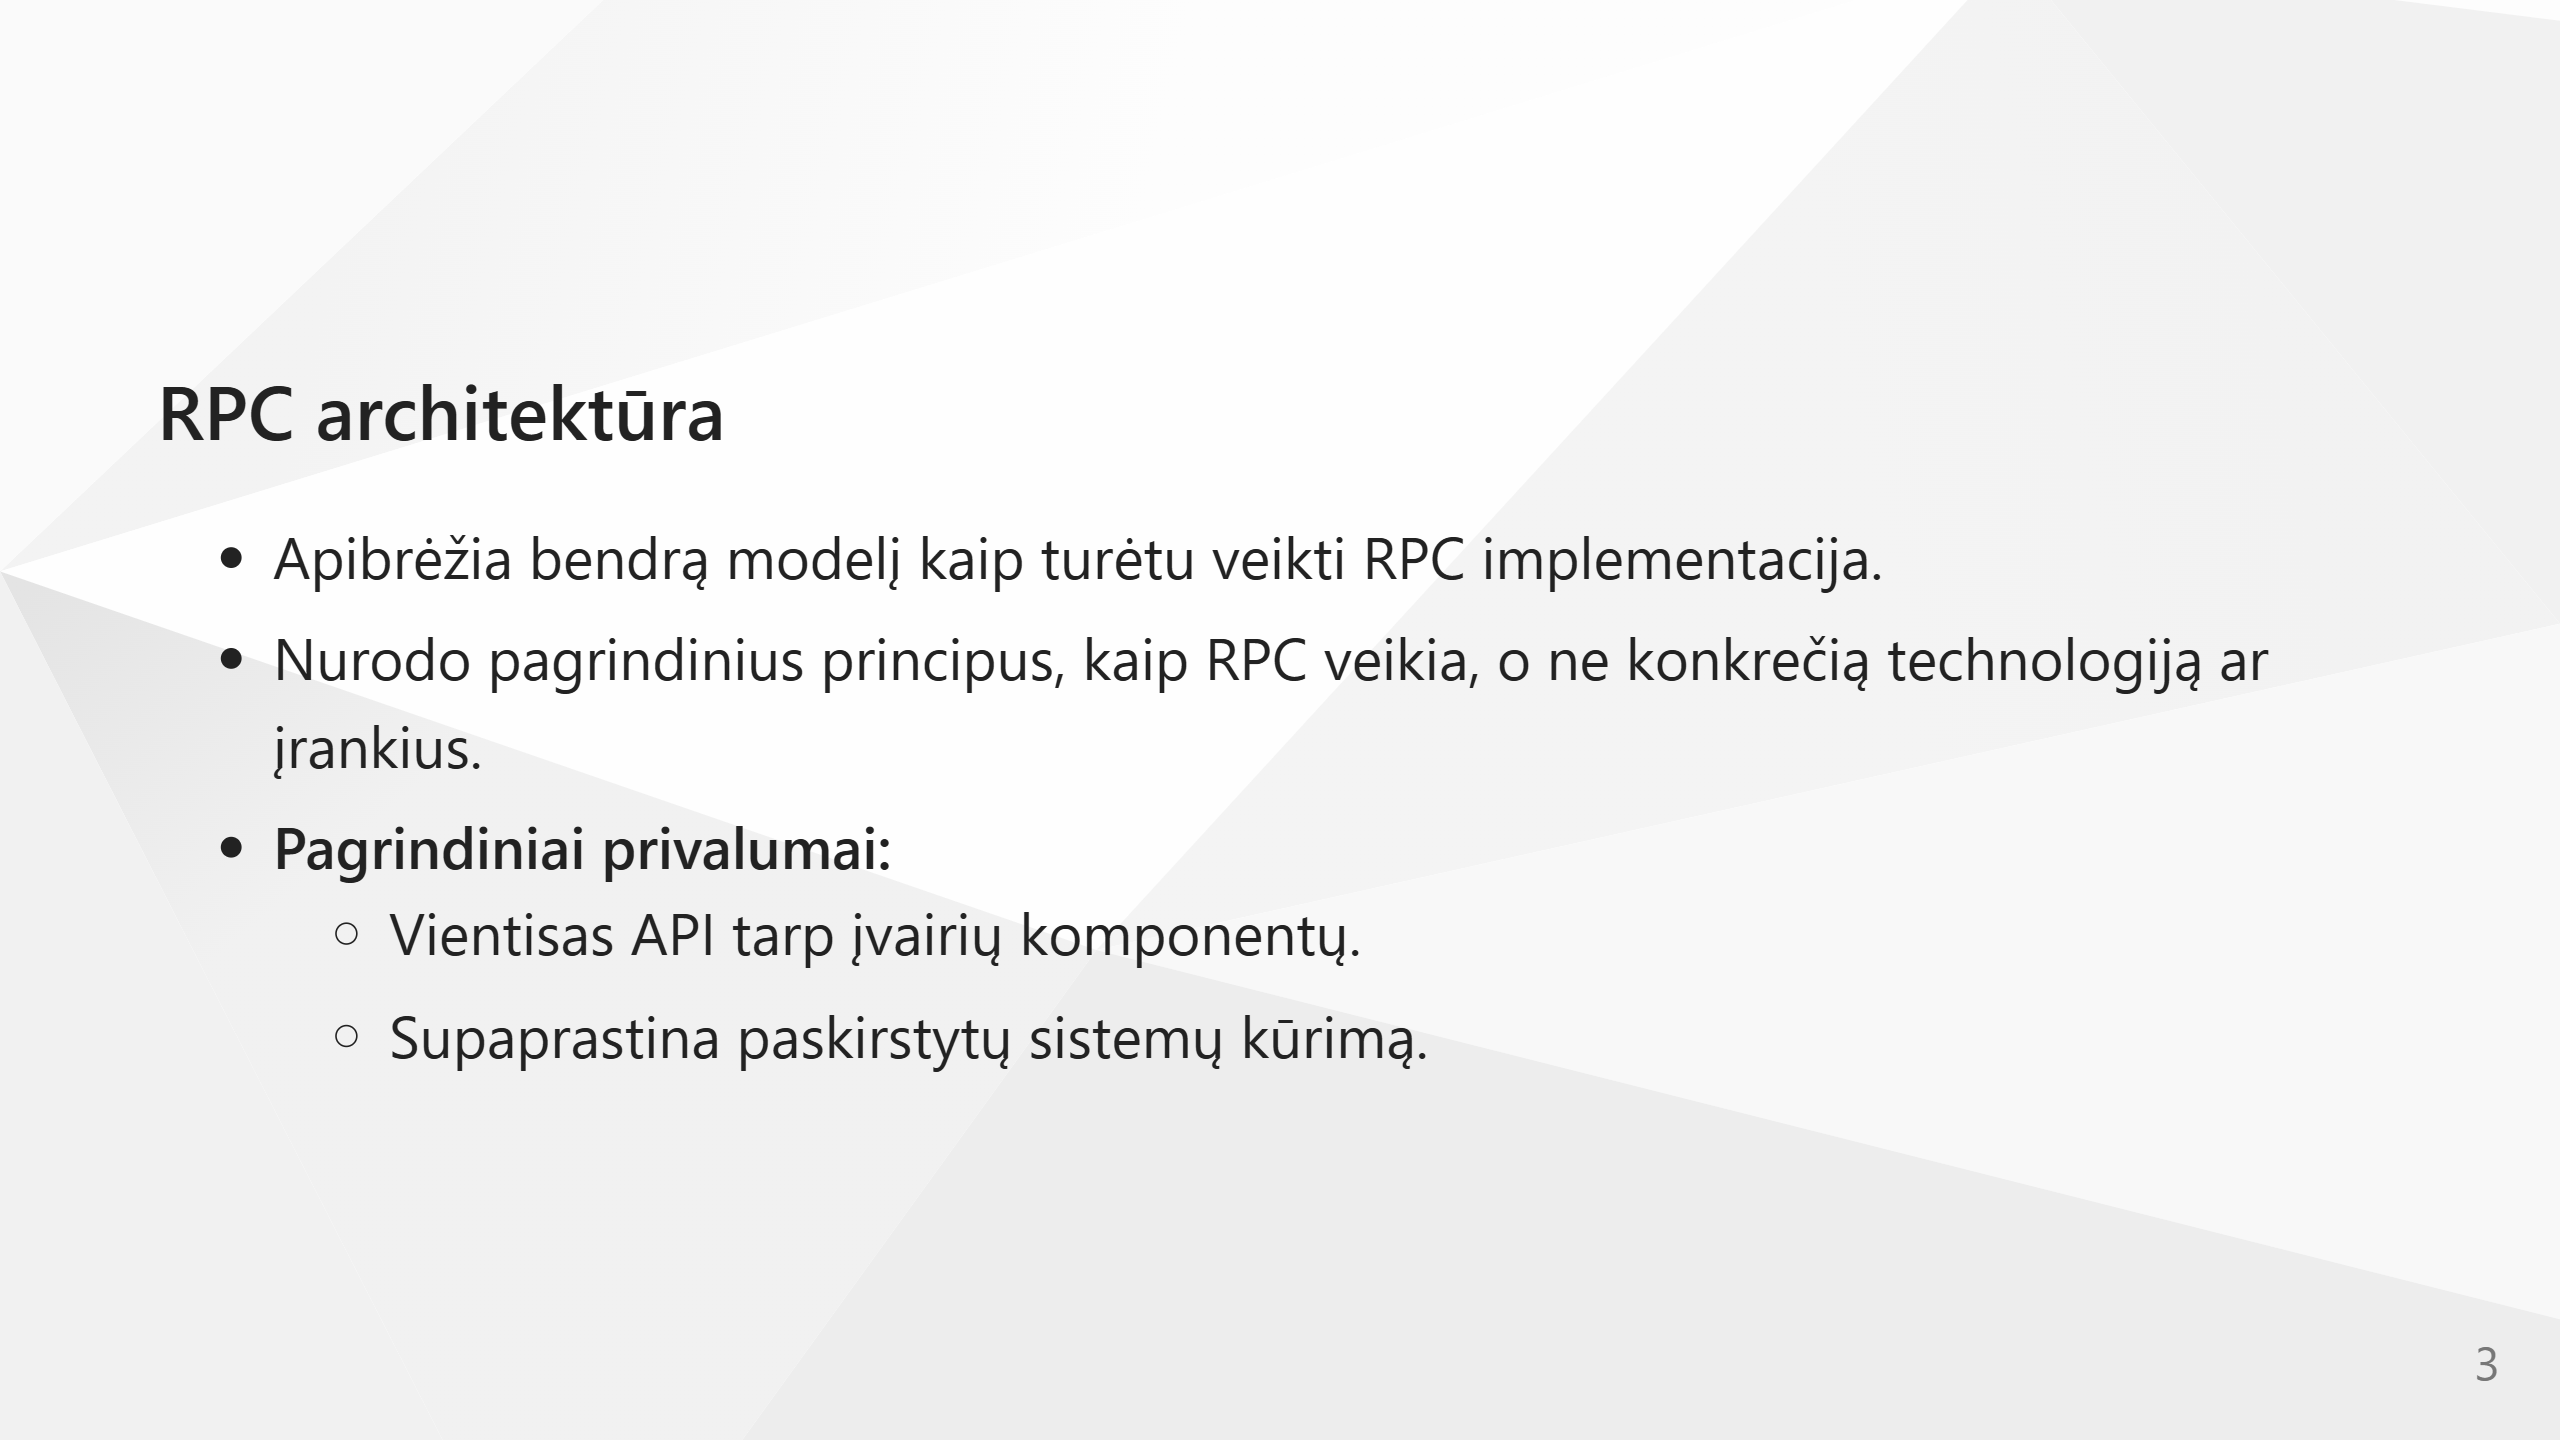 RPC architektūra
• Apibrėžia bendrą modelį kaip turėtu veikti RPC implementacija.
• Nurodo pagrindinius principus, kaip RPC veikia, o ne konkrečią technologiją ar
įrankius.
• Pagrindiniai privalumai:
○ Vientisas API tarp įvairių komponentų.
○ Supaprastina paskirstytų sistemų kūrimą.
3